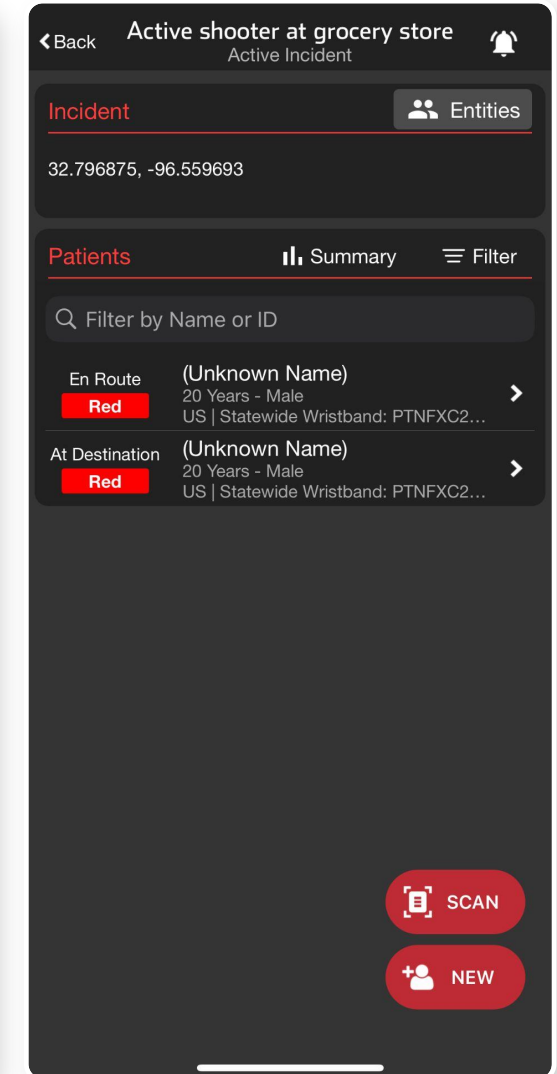 Back
Active shooter at grocery store
Active Incident
Incident
Entities
32.796875, -96.559693
Patients
Summary
Filter
Filter by Name or ID
En Route
Red
(Unknown Name)
20 Years - Male
US | Statewide Wristband: PTNFXC2...
At Destination
Red
(Unknown Name)
20 Years - Male
US | Statewide Wristband: PTNFXC2...
SCAN
NEW